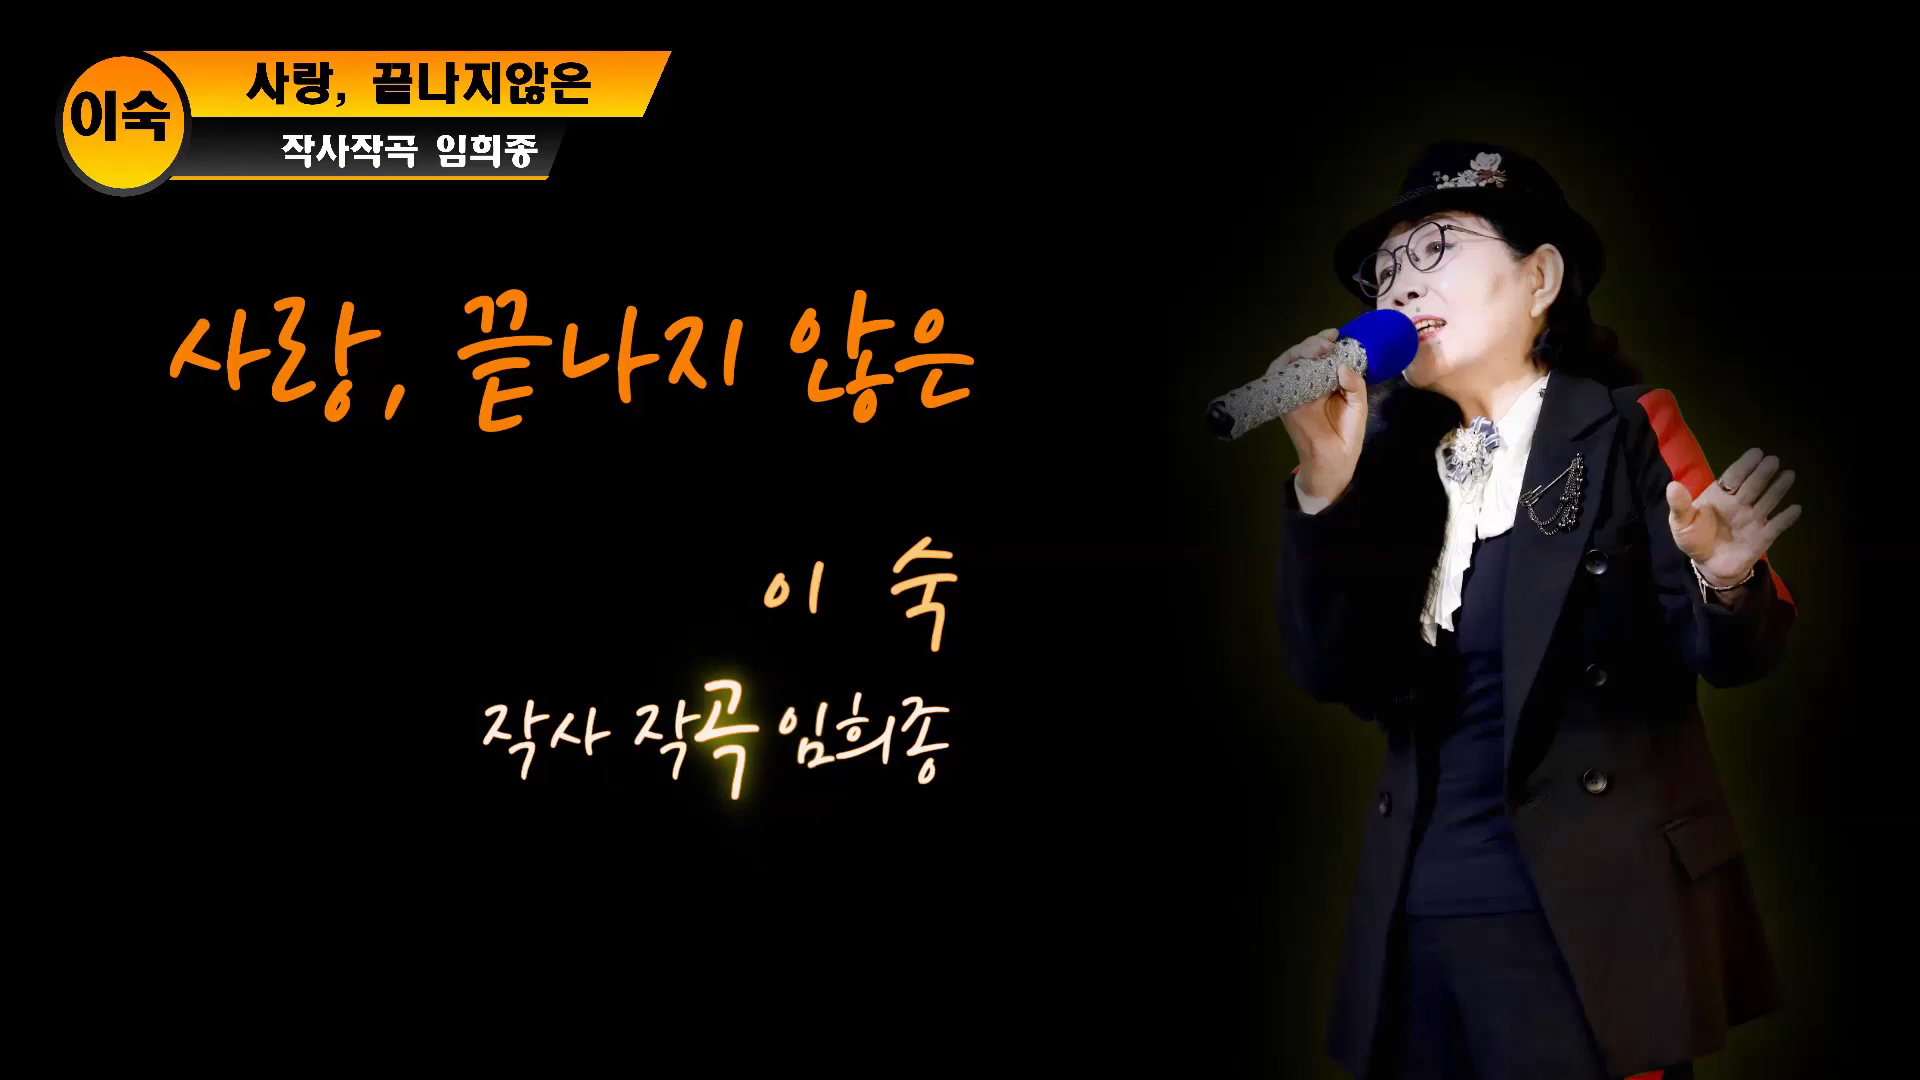 이숙
사랑, 끝나지않은
작사작곡 임희종
사랑, 끝나지 않은
이 숙
작사 작곡 임희종